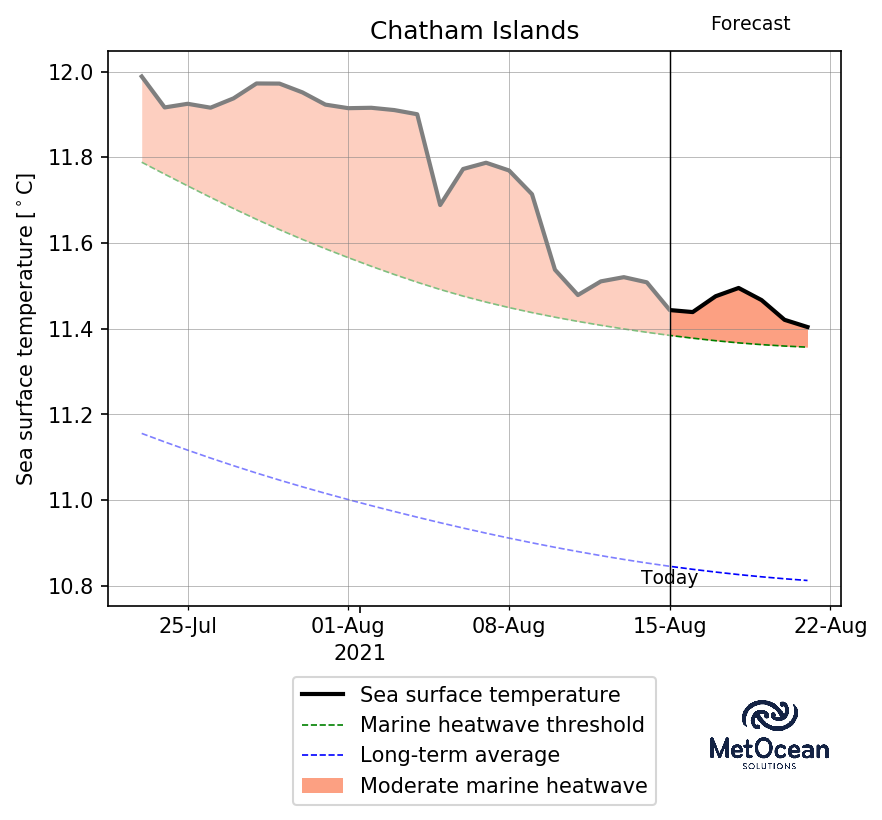 Forecast
Chatham Islands
Sea surface temperature [°C]
12.0
11.8
11.6
11.4
11.2
11.0
10.8
Today
25-Jul 01-Aug 08-Aug 15-Aug 22-Aug
2021
Sea surface temperature
Marine heatwave threshold
Long-term average
Moderate marine heatwave
MetOcean
SOLUTIONS